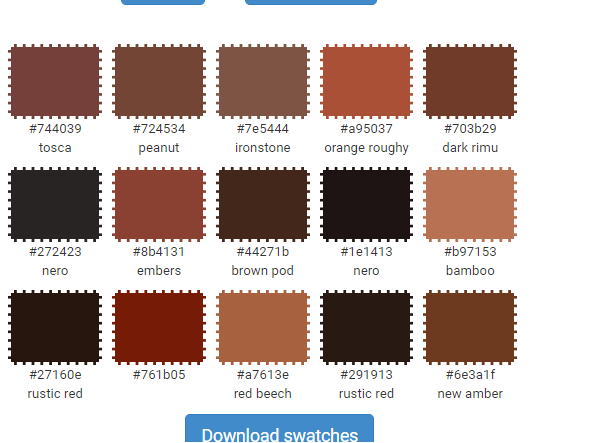 #744039 #724534 #7e5444 #a95037 #703b29
tosca peanut ironstone orange roughy dark rimu
#272423 #8b4131 #44271b #1e1413 #b97153
nero embers brown pod nero bamboo
#27160e #761b05 #a7613e #291913 #6e3a1f
rustic red red beech rustic red new amber
Download swatches